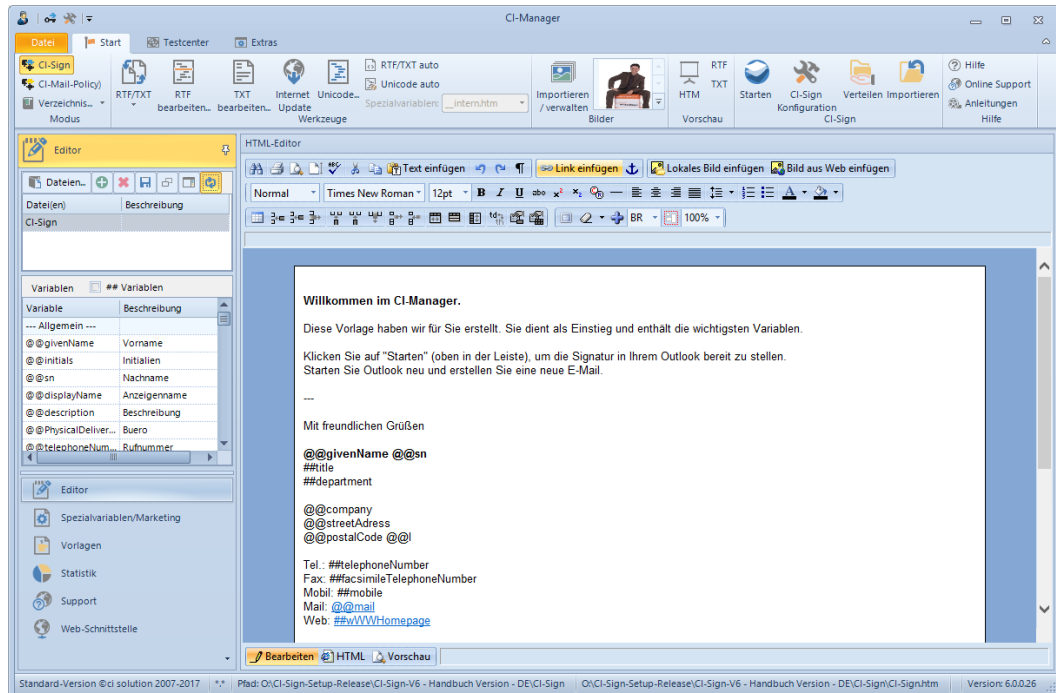 CI-Manager
Datei Start Testcenter Extras
CI-Sign
CI-Mail-Policy)
Verzeichnis...
Modus
RTF/TXT
RTF bearbeiten...
TXT bearbeiten...
Internet Update
Unicode...
RTF/TXT auto
Unicode auto
Spezialvariablen: __intern.htm
Werkzeuge
Importieren / verwalten
Bilder
HTM
RTF
TXT
Vorschau
Starten
CI-Sign Konfiguration
Verteilen
Importieren
CI-Sign
Hilfe
Online Support
Anleitungen
Hilfe
Editor
Dateien...
Datei(en) Beschreibung
CI-Sign
Variablen ## Variablen
Variable Beschreibung
--- Allgemein ---
@@givenName Vorname
@@initials Initialien
@@sn Nachname
@@displayName Anzeigenname
@@description Beschreibung
@@PhysicalDeliver... Buero
@@telephoneNum... Rufnummer
Editor
Spezialvariablen/Marketing
Vorlagen
Statistik
Support
Web-Schnittstelle
HTML-Editor
Text einfügen Link einfügen Lokales Bild einfügen Bild aus Web einfügen
Normal Times New Roman 12pt B I U abc x² x₂ A
BR 100%
Willkommen im CI-Manager.
Diese Vorlage haben wir für Sie erstellt. Sie dient als Einstieg und enthält die wichtigsten Variablen.
Klicken Sie auf "Starten" (oben in der Leiste), um die Signatur in Ihrem Outlook bereit zu stellen.
Starten Sie Outlook neu und erstellen Sie eine neue E-Mail.
---
Mit freundlichen Grüßen
@@givenName @@sn
##title
##department
@@company
@@streetAdress
@@postalCode @@l
Tel.: ##telephoneNumber
Fax: ##facsimileTelephoneNumber
Mobil: ##mobile
Mail: @@mail
Web: ##wWWHomepage
Bearbeiten HTML Vorschau
Standard-Version ©ci solution 2007-2017 *.* Pfad: O:\CI-Sign-Setup-Release\CI-Sign-V6 - Handbuch Version - DE\CI-Sign O:\CI-Sign-Setup-Release\CI-Sign-V6 - Handbuch Version - DE\CI-Sign\CI-Sign.htm Version: 6.0.0.26